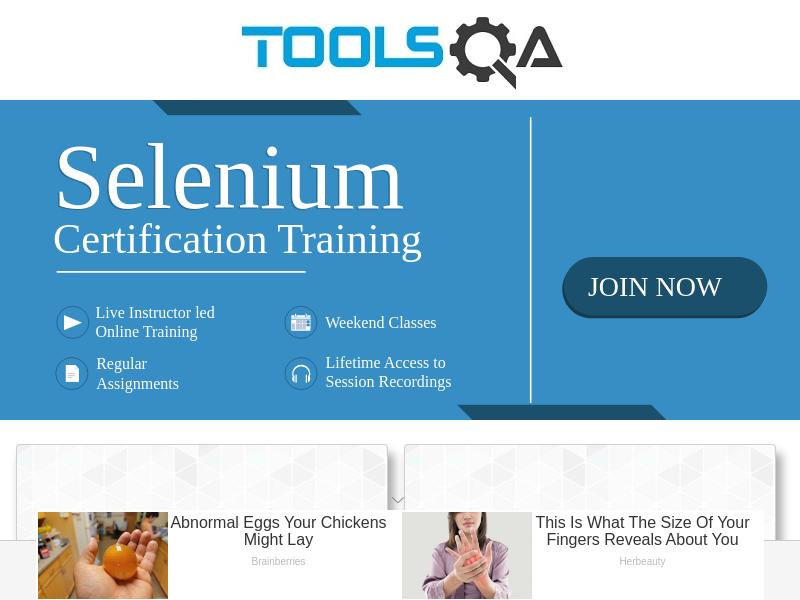 TOOLSQA
Selenium
Certification Training
JOIN NOW
Live Instructor led
Online Training
Weekend Classes
Regular
Assignments
Lifetime Access to
Session Recordings
Abnormal Eggs Your Chickens
Might Lay
Brainberries
This Is What The Size Of Your
Fingers Reveals About You
Herbeauty